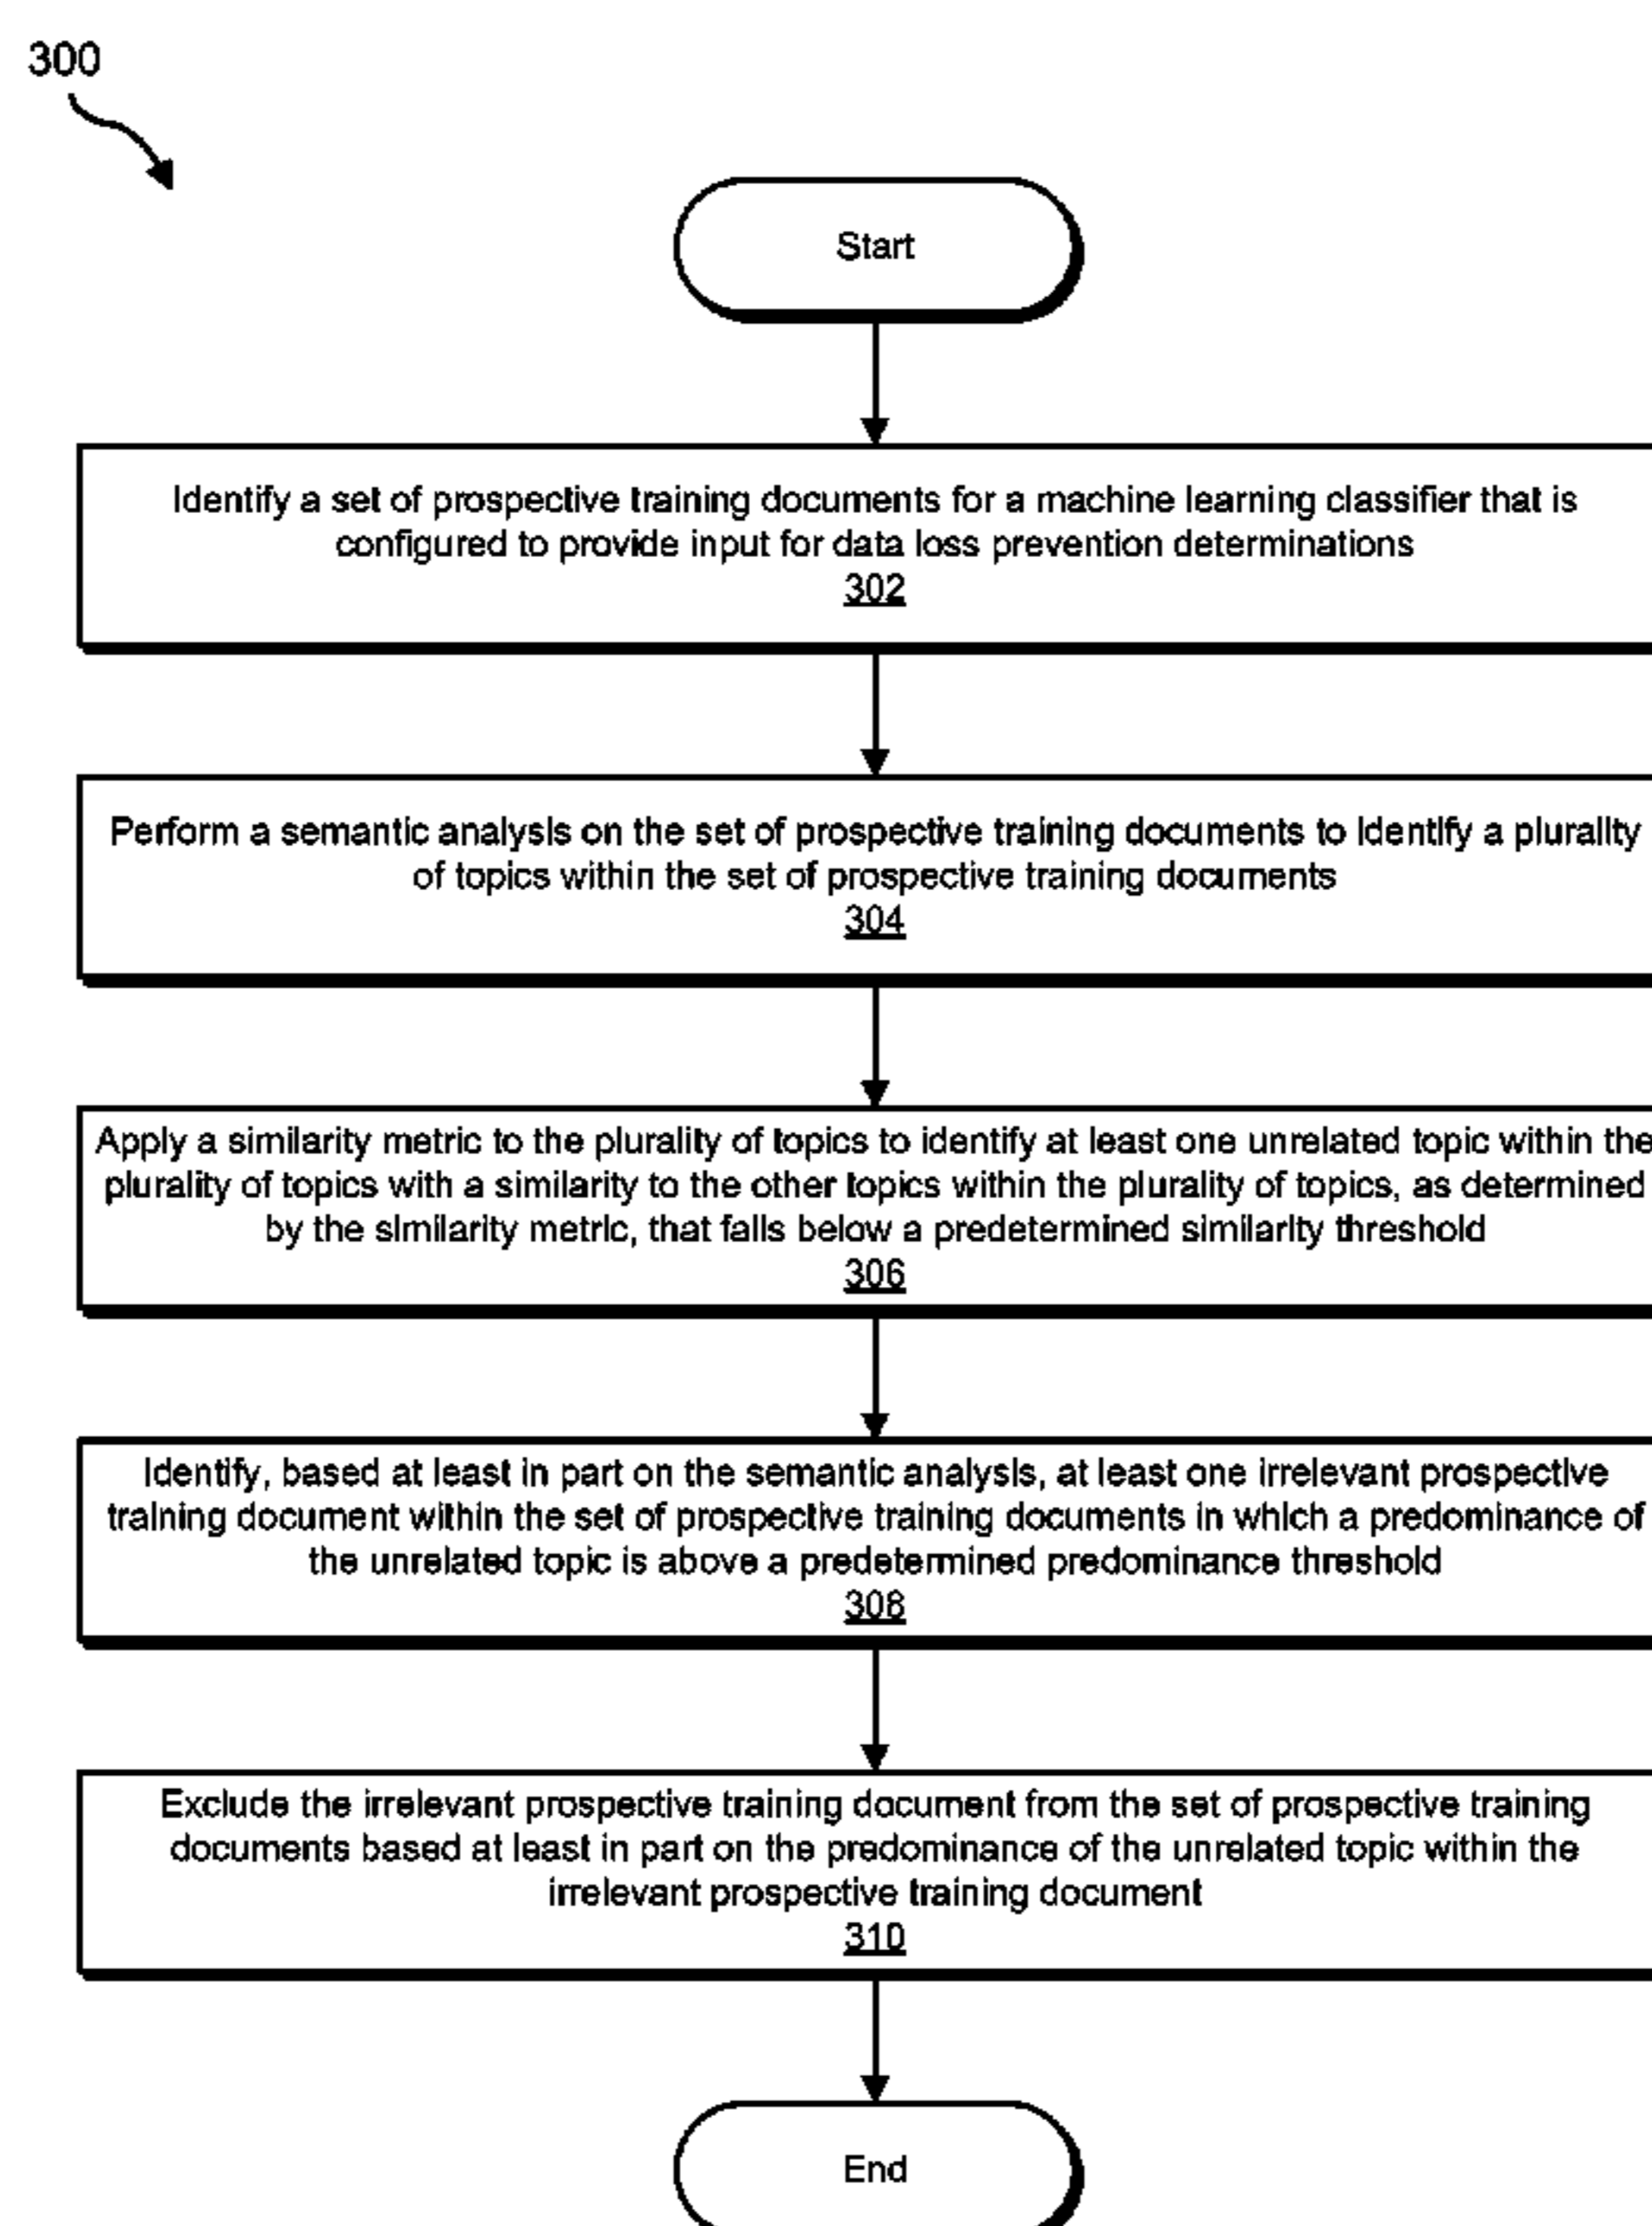 300
Start
Identify a set of prospective training documents for a machine learning classifier that is
configured to provide input for data loss prevention determinations
302
Perform a semantic analysis on the set of prospective training documents to identify a plurality
of topics within the set of prospective training documents
304
Apply a similarity metric to the plurality of topics to identify at least one unrelated topic within the
plurality of topics with a similarity to the other topics within the plurality of topics, as determined
by the similarity metric, that falls below a predetermined similarity threshold
306
Identify, based at least in part on the semantic analysis, at least one irrelevant prospective
training document within the set of prospective training documents in which a predominance of
the unrelated topic is above a predetermined predominance threshold
308
Exclude the irrelevant prospective training document from the set of prospective training
documents based at least in part on the predominance of the unrelated topic within the
irrelevant prospective training document
310
End